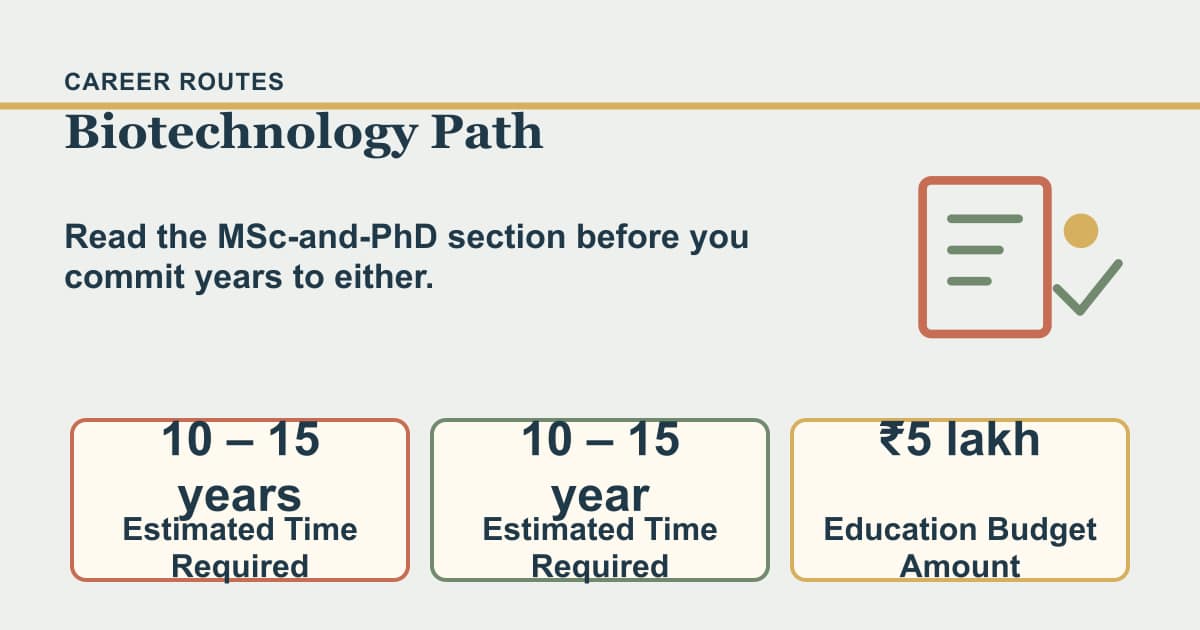 CAREER ROUTES
Biotechnology Path
Read the MSc-and-PhD section before you
commit years to either.
10 – 15
years
Estimated Time
Required
10 – 15
year
Estimated Time
Required
₹5 lakh
Education Budget
Amount